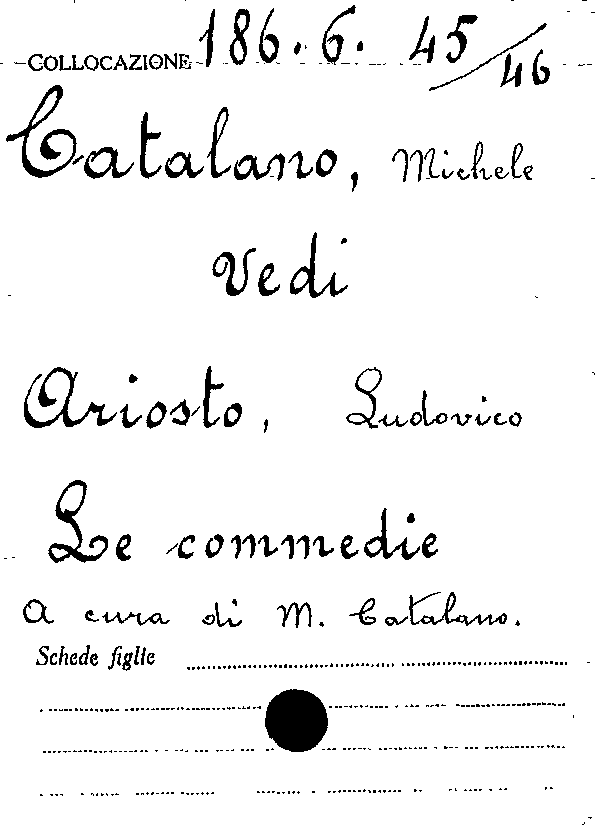 COLLOCAZIONE 186.6. 45/46
Catalano, Michele
Vedi
Ariosto, Ludovico
Le commedie
A cura di M. Catalano.
Schede figlie